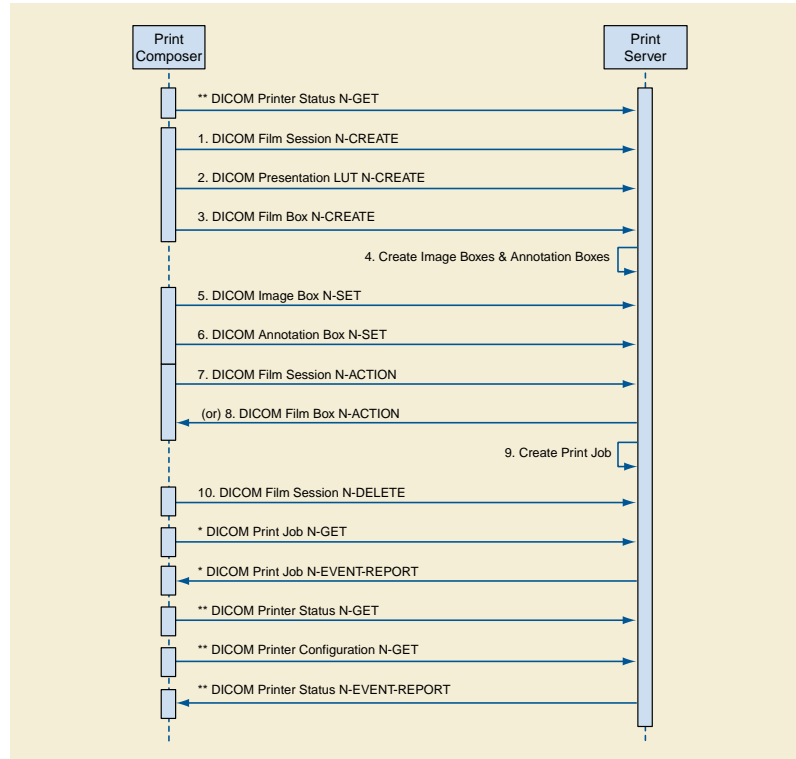 Print
Composer
Print
Server
** DICOM Printer Status N-GET
1. DICOM Film Session N-CREATE
2. DICOM Presentation LUT N-CREATE
3. DICOM Film Box N-CREATE
4. Create Image Boxes & Annotation Boxes
5. DICOM Image Box N-SET
6. DICOM Annotation Box N-SET
7. DICOM Film Session N-ACTION
(or) 8. DICOM Film Box N-ACTION
9. Create Print Job
10. DICOM Film Session N-DELETE
* DICOM Print Job N-GET
* DICOM Print Job N-EVENT-REPORT
** DICOM Printer Status N-GET
** DICOM Printer Configuration N-GET
** DICOM Printer Status N-EVENT-REPORT